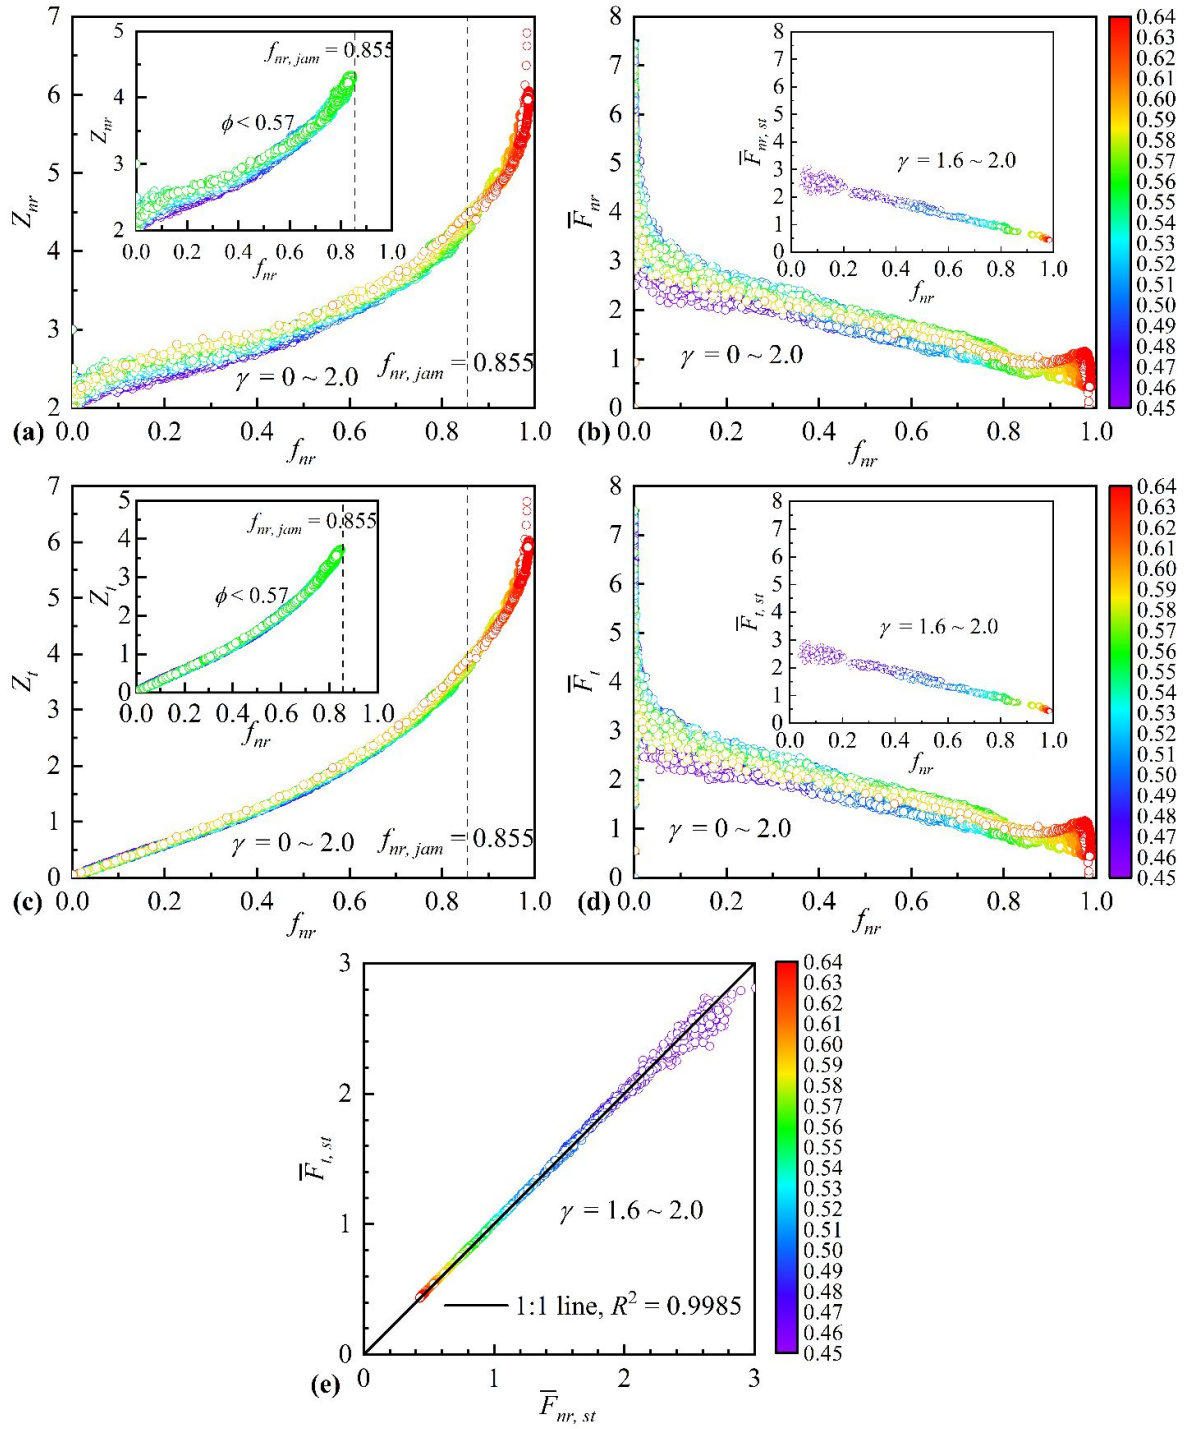 7
6
5
4
3
2
Z_nr
0.0 0.2 0.4 0.6 0.8 1.0
f_nr
(a)
γ = 0 ~ 2.0
f_nr, jam = 0.855
5
4
3
2
Z_nr
0.0 0.2 0.4 0.6 0.8 1.0
f_nr
f_nr, jam = 0.855
ϕ < 0.57
8
7
6
5
4
3
2
1
0
F̅_nr
0.0 0.2 0.4 0.6 0.8 1.0
f_nr
(b)
γ = 0 ~ 2.0
8
7
6
5
4
3
2
1
0
F̅_nr, st
0.0 0.2 0.4 0.6 0.8 1.0
f_nr
γ = 1.6 ~ 2.0
0.64
0.62
0.61
0.60
0.59
0.58
0.57
0.56
0.55
0.54
0.53
0.52
0.51
0.50
0.49
0.48
0.47
0.46
0.45
7
6
5
4
3
2
1
0
Z_t
0.0 0.2 0.4 0.6 0.8 1.0
f_nr
(c)
γ = 0 ~ 2.0
f_nr, jam = 0.855
5
4
3
2
1
0
Z_t
0.0 0.2 0.4 0.6 0.8 1.0
f_nr
f_nr, jam = 0.855
ϕ < 0.57
8
7
6
5
4
3
2
1
0
F̅_t
0.0 0.2 0.4 0.6 0.8 1.0
f_nr
(d)
γ = 0 ~ 2.0
8
7
6
5
4
3
2
1
0
F̅_t, st
0.0 0.2 0.4 0.6 0.8 1.0
f_nr
γ = 1.6 ~ 2.0
0.64
0.62
0.61
0.60
0.59
0.58
0.57
0.56
0.55
0.54
0.53
0.52
0.51
0.50
0.49
0.48
0.47
0.46
0.45
3
2
1
0
F̅_t, st
0 1 2 3
F̅_nr, st
(e)
γ = 1.6 ~ 2.0
1:1 line, R² = 0.9985
0.64
0.62
0.61
0.60
0.59
0.58
0.57
0.56
0.55
0.54
0.53
0.52
0.51
0.50
0.49
0.48
0.47
0.46
0.45